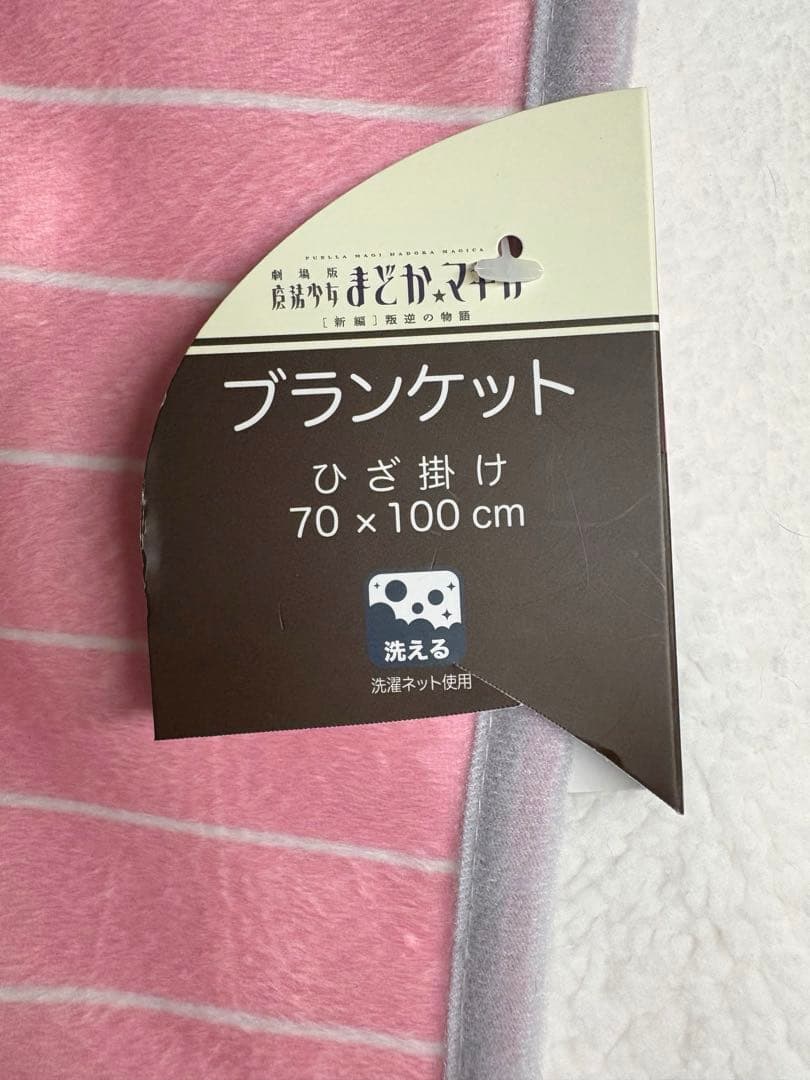 PUELLA MAGI MADOKA MAGICA
劇場版
魔法少女まどか★マギカ
[新編]叛逆の物語
ブランケット
ひざ掛け
70 × 100 cm
洗える
洗濯ネット使用